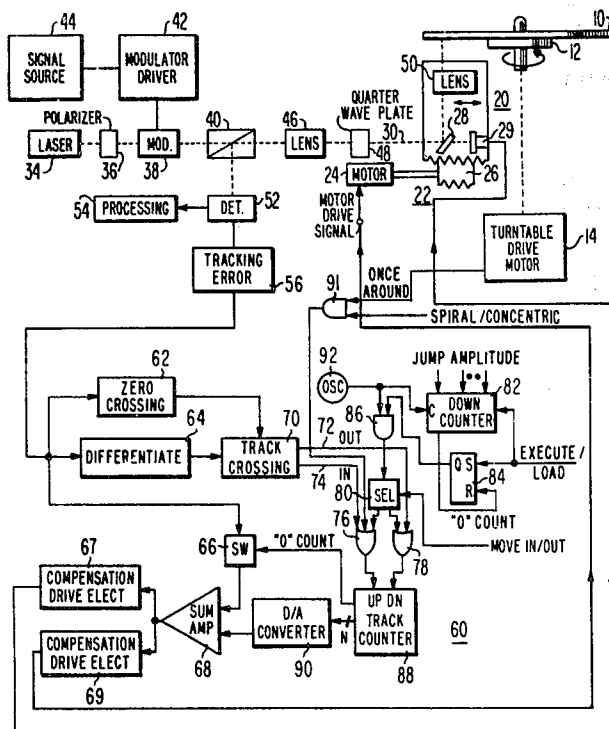 44
42
10
SIGNAL SOURCE
MODULATOR DRIVER
12
50
LENS
20
POLARIZER
QUARTER WAVE PLATE
40
46
28
LENS
30
29
LASER
MOD.
34
36
38
48
24
MOTOR
26
54
PROCESSING
DET.
52
22
MOTOR DRIVE SIGNAL
14
TURNTABLE DRIVE MOTOR
TRACKING ERROR
56
91
ONCE AROUND
SPIRAL/CONCENTRIC
62
92
OSC
JUMP AMPLITUDE
82
ZERO CROSSING
86
C
DOWN COUNTER
64
70
72
OUT
DIFFERENTIATE
TRACK CROSSING
74
IN
EXECUTE/
LOAD
Q S
84
R
80
SEL
76
78
"0" COUNT
MOVE IN/OUT
66
SW
"0" COUNT
67
COMPENSATION DRIVE ELECT
SUM AMP
68
D/A CONVERTER
90
N
UP DN TRACK COUNTER
88
60
COMPENSATION DRIVE ELECT
69